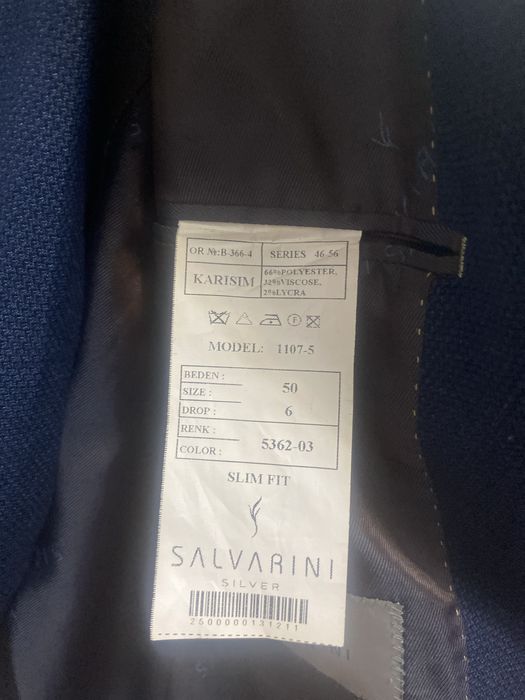 OR №:B-366-4
SERIES 46.56
KARISIM
66%POLYESTER,
32%VISCOSE,
2%LYCRA
MODEL: 1107-5
BEDEN :
SIZE : 50
DROP : 6
RENK :
COLOR : 5362-03
SLIM FIT
SALVARINI
SILVER
2500000131211